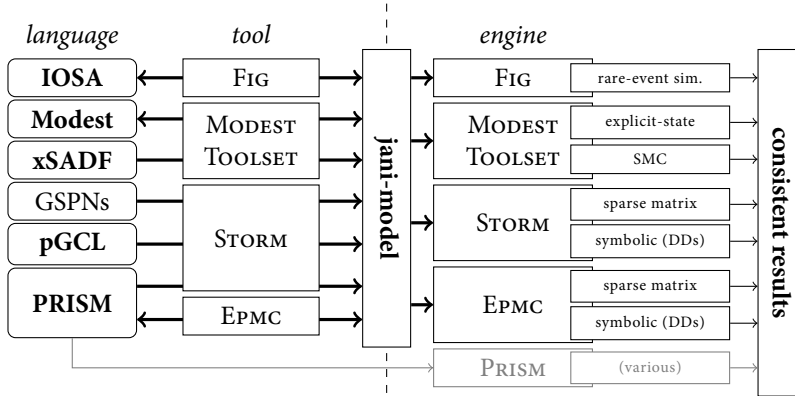 language tool engine
IOSA FIG FIG rare-event sim.
Modest MODEST TOOLSET MODEST TOOLSET explicit-state
xSADF SMC
GSPNs STORM STORM sparse matrix
pGCL symbolic (DDs)
PRISM EPMC EPMC sparse matrix
symbolic (DDs)
PRISM (various)
jani-model
consistent results